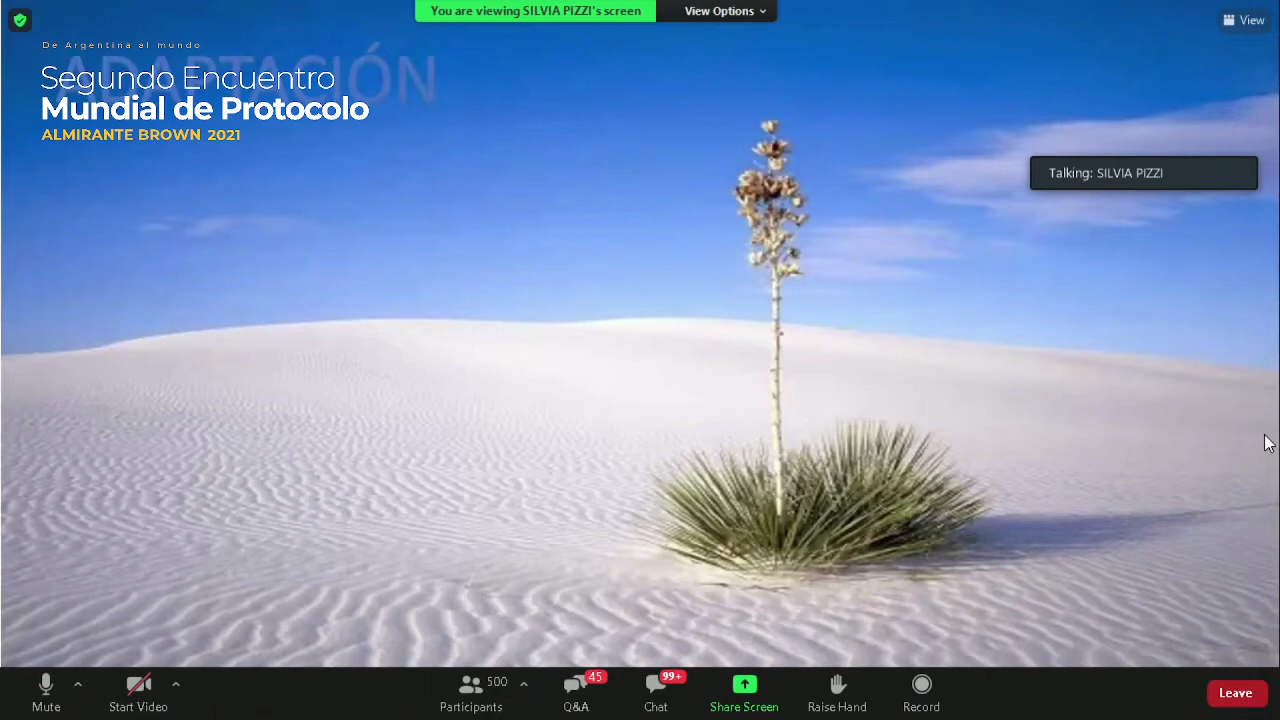 You are viewing SILVIA PIZZI's screen
View Options
View
De Argentina al mundo
ADAPTACIÓN
Segundo Encuentro
Mundial de Protocolo
ALMIRANTE BROWN 2021
Talking: SILVIA PIZZI
500
45
99+
Mute
Start Video
Participants
Q&A
Chat
Share Screen
Raise Hand
Record
Leave